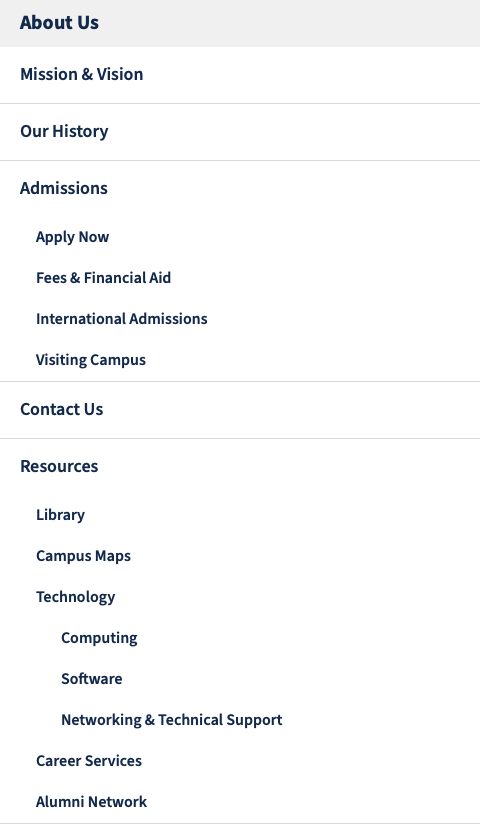 About Us
Mission & Vision
Our History
Admissions
Apply Now
Fees & Financial Aid
International Admissions
Visiting Campus
Contact Us
Resources
Library
Campus Maps
Technology
Computing
Software
Networking & Technical Support
Career Services
Alumni Network